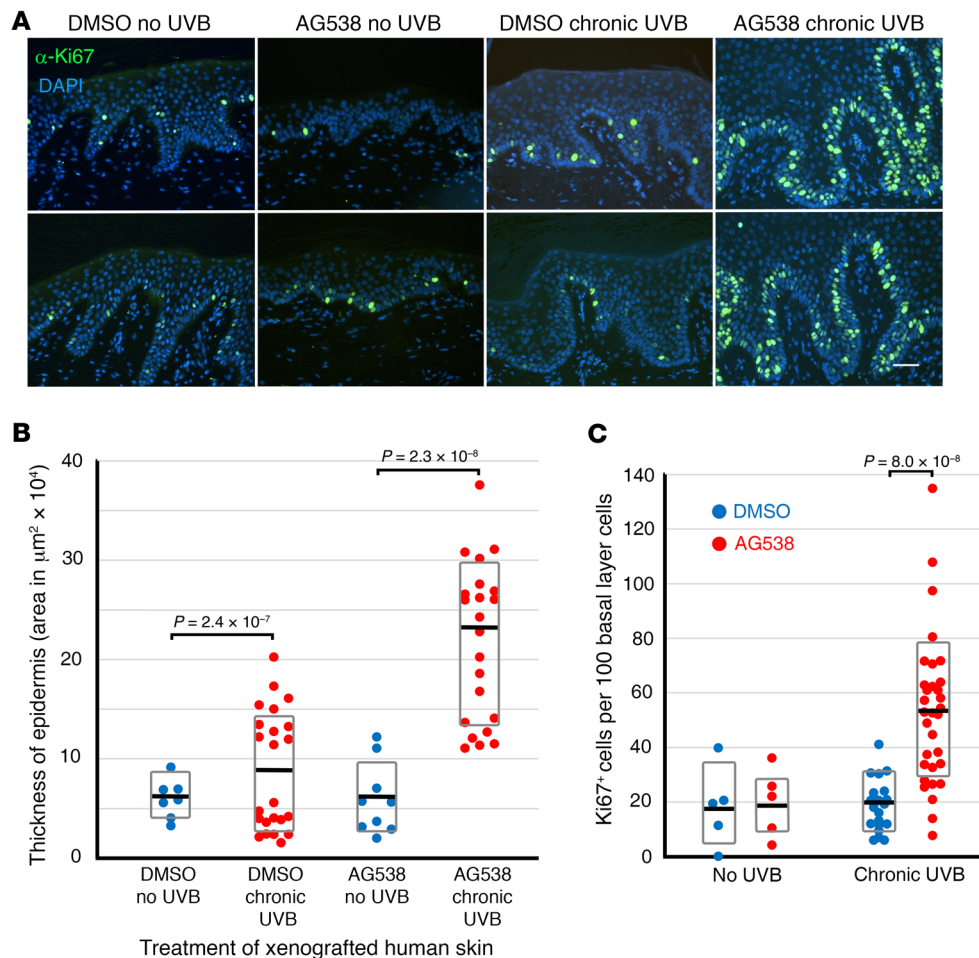 A
DMSO no UVB
AG538 no UVB
DMSO chronic UVB
AG538 chronic UVB
α-Ki67
DAPI
B
Thickness of epidermis (area in μm² × 10⁴)
40
30
20
10
0
P = 2.4 × 10⁻⁷
P = 2.3 × 10⁻⁸
DMSO
no UVB
DMSO
chronic
UVB
AG538
no UVB
AG538
chronic
UVB
Treatment of xenografted human skin
C
Ki67⁺ cells per 100 basal layer cells
140
120
100
80
60
40
20
0
P = 8.0 × 10⁻⁸
DMSO
AG538
No UVB
Chronic UVB